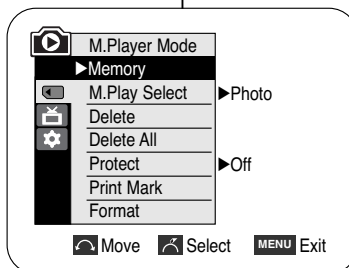 M.Player Mode
▶Memory
M.Play Select ▶Photo
Delete
Delete All
Protect ▶Off
Print Mark
Format
Move Select MENU Exit